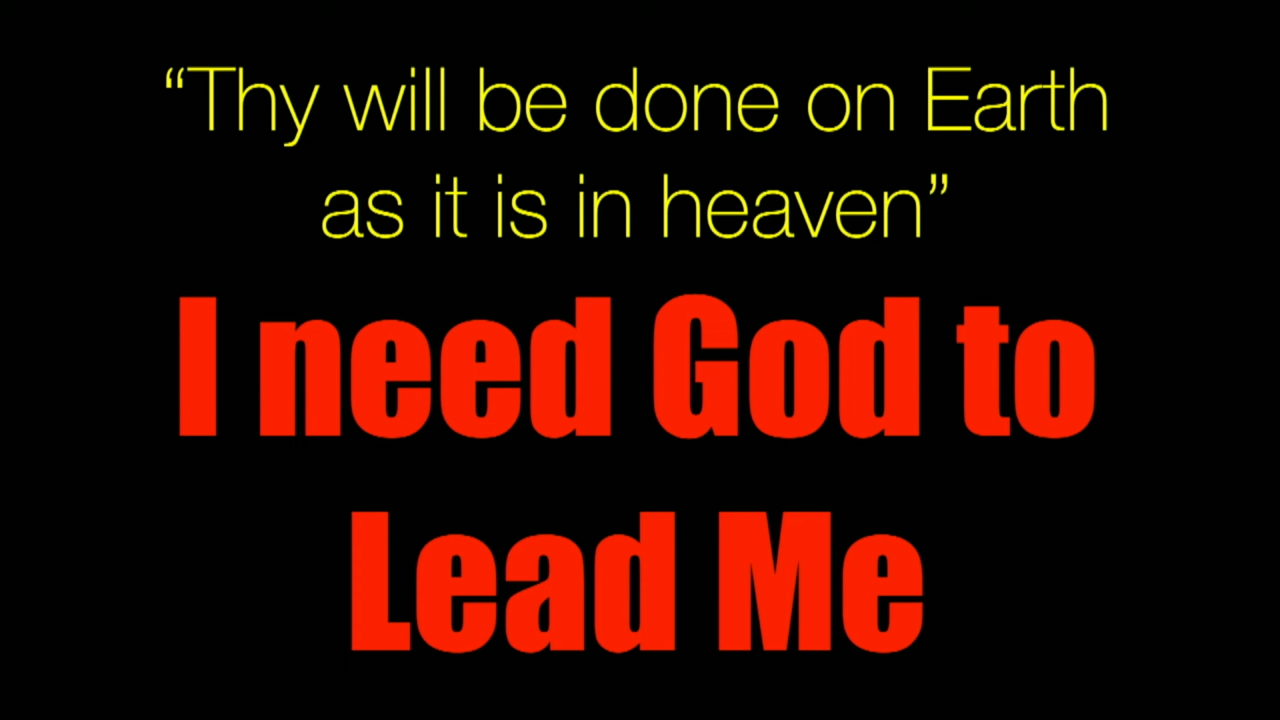 “Thy will be done on Earth
as it is in heaven”
I need God to
Lead Me